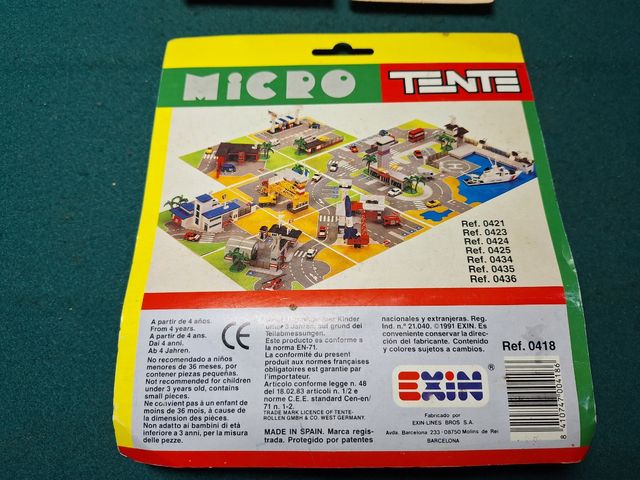 MiCRO TENTE
Ref. 0421
Ref. 0423
Ref. 0424
Ref. 0425
Ref. 0434
Ref. 0435
Ref. 0436
A partir de 4 años.
From 4 years.
A partir de 4 ans.
Dai 4 anni.
Ab 4 Jahren.
No recomendado a niños
menores de 36 meses, por
contener piezas pequeñas.
Not recommended for children
under 3 years old, contains
small pieces.
Ne convient pas à un enfant de
moins de 36 mois, à cause de
la dimension des pièces.
Non adatto ai bambini di età
inferiore a 3 anni, per la misura
delle pezze.
CE
Kinder
unter 3 Jahren, auf grund der
Teilabmessungen.
Este producto es conforme a
la norma EN-71.
La conformité du présent
produit aux normes françaises
obligatoires est garantie par
l'importateur.
Articolo conforme legge n. 46
del 18.02.83 articoli n. 1/2 e
norme C.E.E. standard Cen-en/
71 n. 1-2.
TRADE MARK LICENCE OF TENTE-
ROLLEN GMBH & CO. WEST GERMANY.
MADE IN SPAIN. Marca regis-
trada. Protegido por patentes
nacionales y extranjeras. Reg.
Ind. n.º 21.040. ©1991 EXIN. Es
conveniente conservar la direc-
ción del fabricante. Contenido
y colores sujetos a cambios.
Ref. 0418
EXiN®
Fabricado por
EXIN-LINES BROS S.A.
Avda. Barcelona 233-08750 Molins de Rei
BARCELONA
8 410747 004186